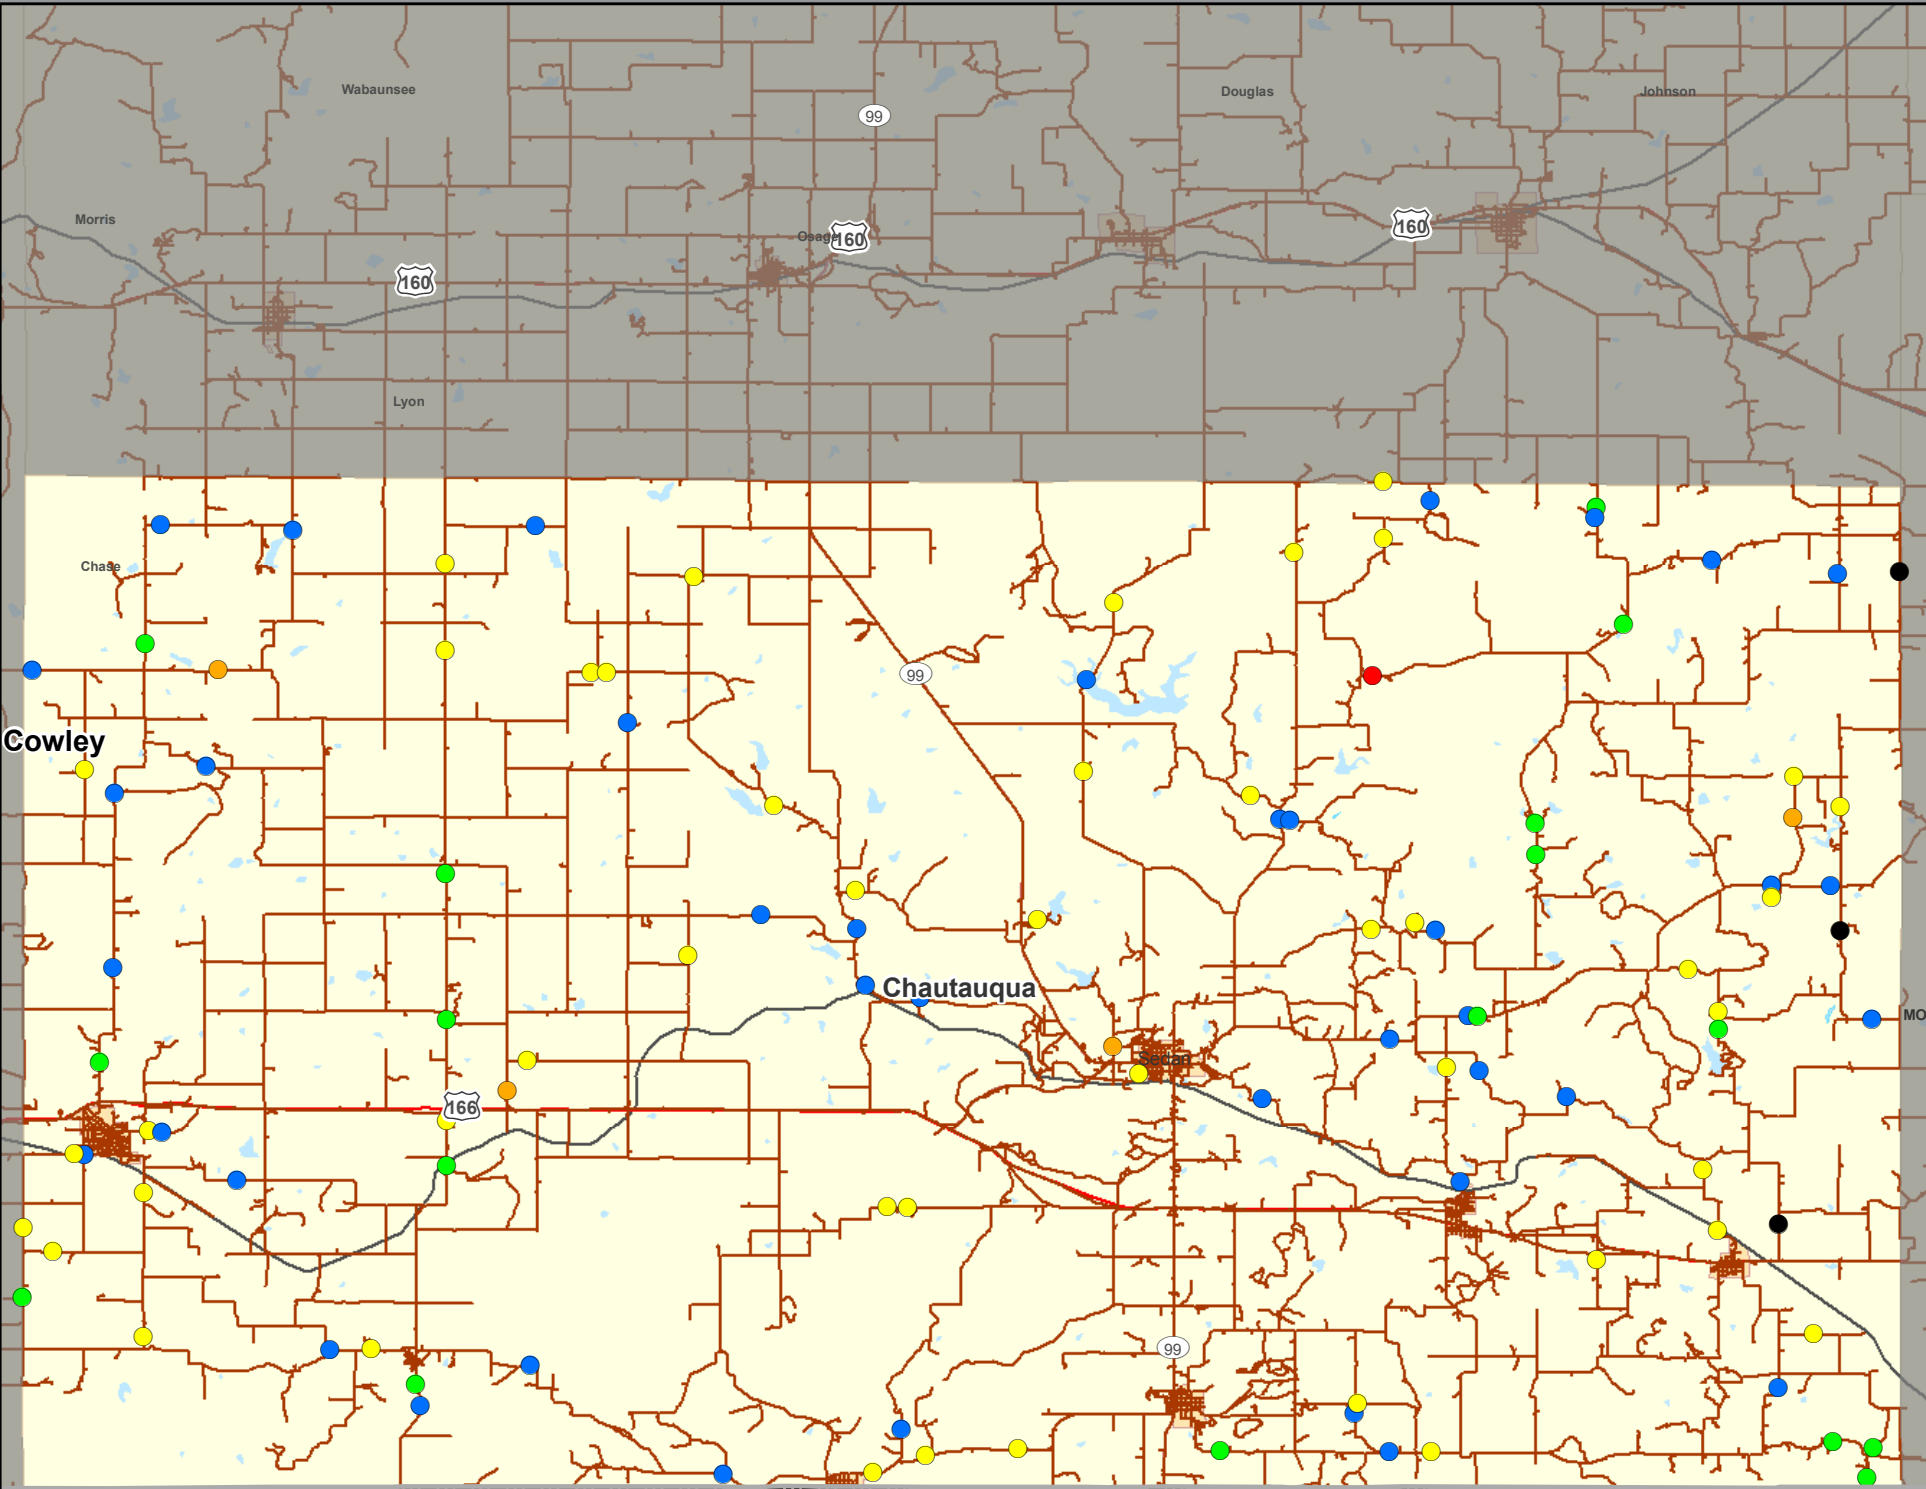 Wabaunsee
Douglas
Johnson
99
Morris
160
Osage
160
160
Lyon
Chase
99
Cowley
Chautauqua
MO
Sedan
166
99